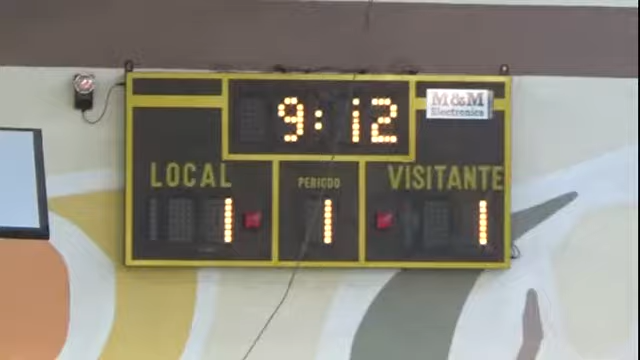 M&M
Electronics
9:12
LOCAL
PERIODO
VISITANTE
1
1
1